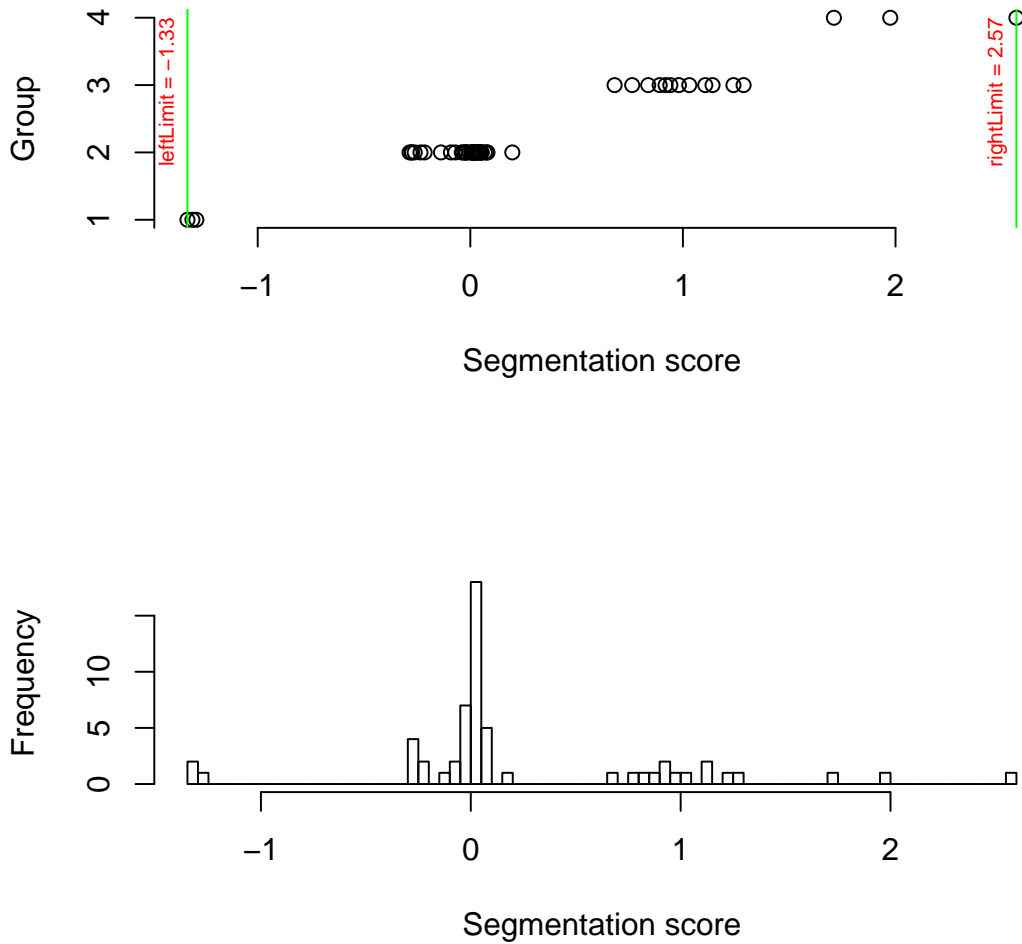 4
3
2
1
Group
leftLimit = −1.33
rightLimit = 2.57
−1 0 1 2
Segmentation score
10
5
0
Frequency
−1 0 1 2
Segmentation score